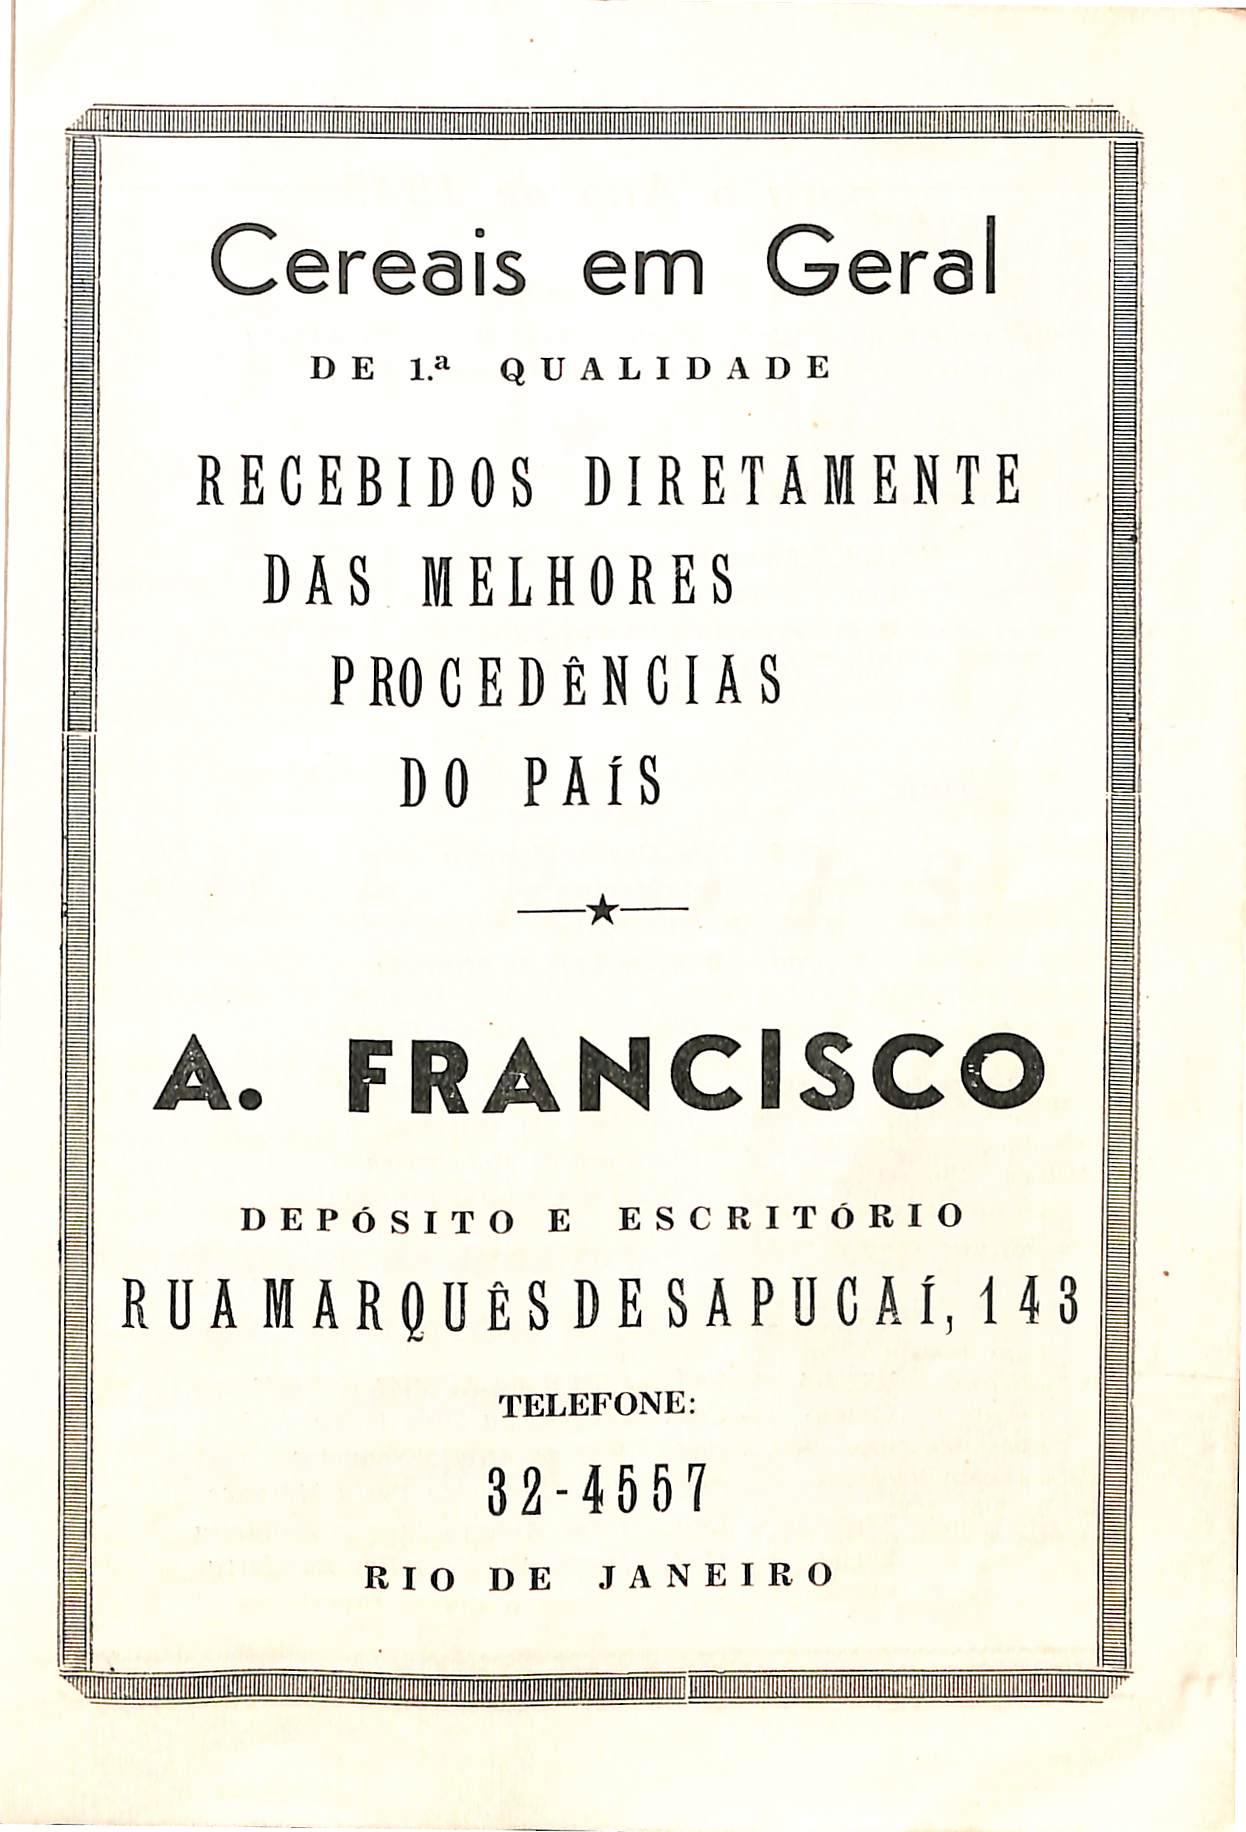 Cereais em Geral
DE 1.ª QUALIDADE
RECEBIDOS DIRETAMENTE
DAS MELHORES
PROCEDÊNCIAS
DO PAÍS
A. FRANCISCO
DEPÓSITO E ESCRITÓRIO
RUA MARQUÊS DE SAPUCAÍ, 143
TELEFONE:
32-4557
RIO DE JANEIRO